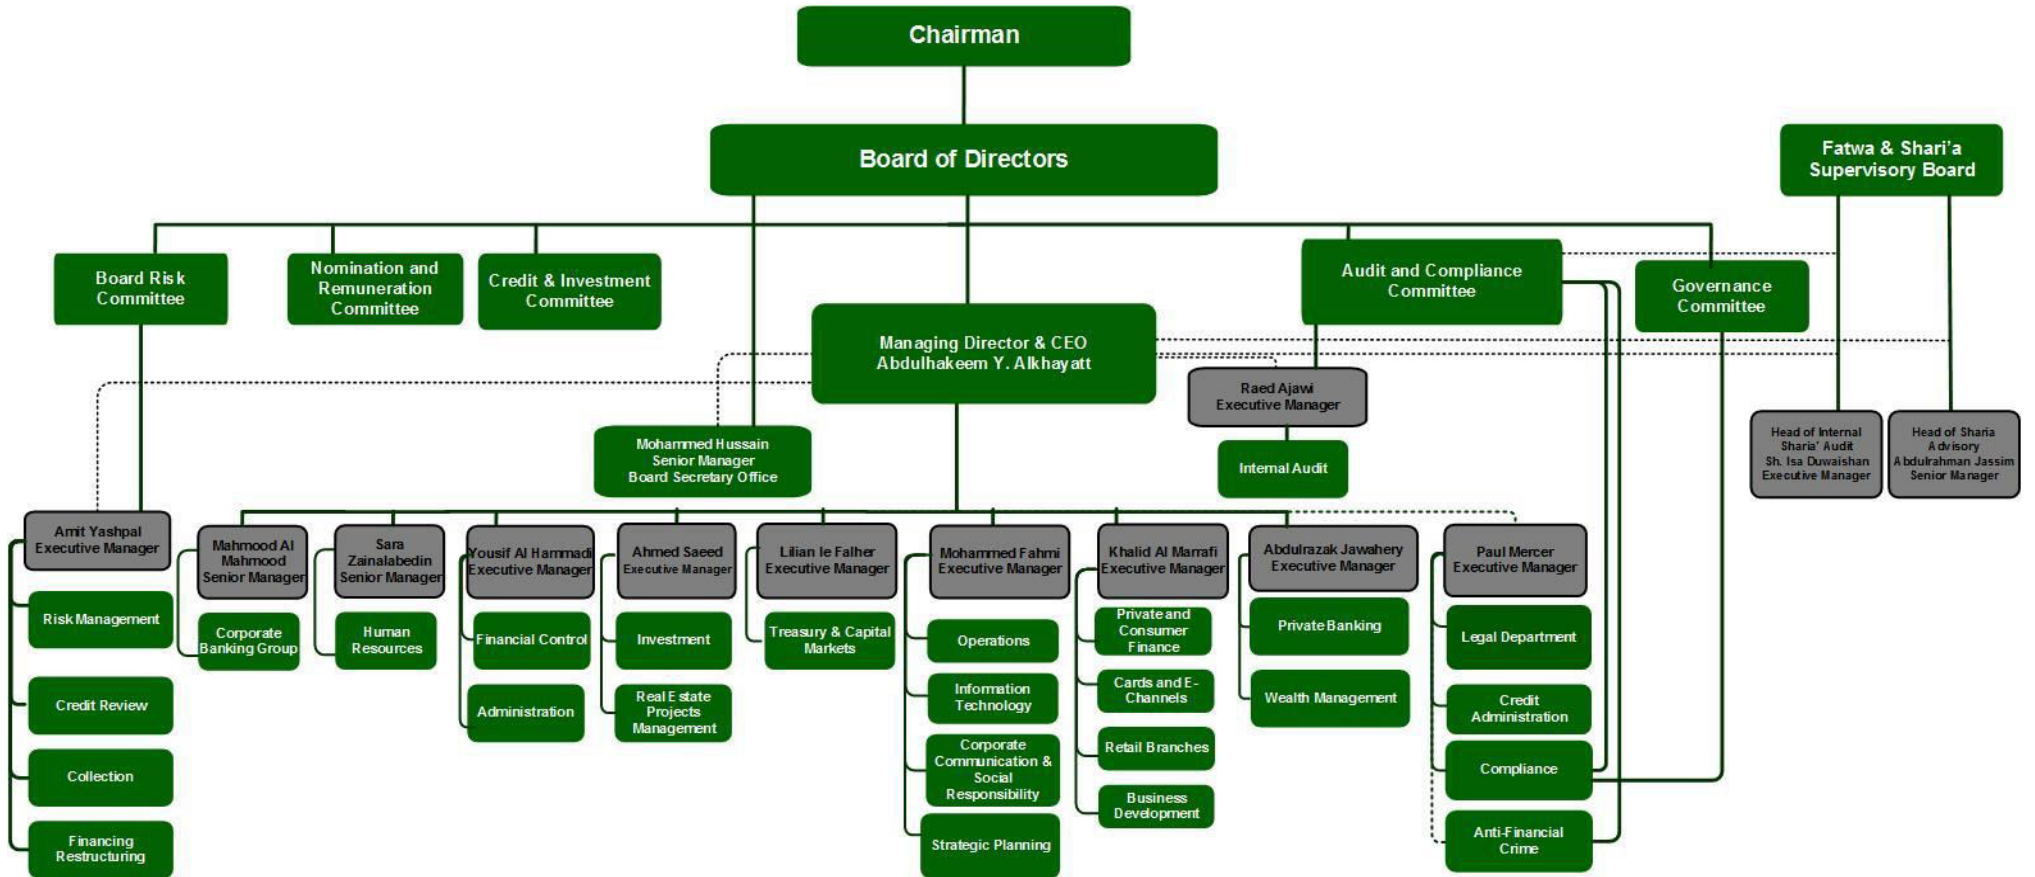 Chairman
Board of Directors
Fatwa & Shari'a
Supervisory Board
Board Risk
Committee
Nomination and
Remuneration
Committee
Credit & Investment
Committee
Audit and Compliance
Committee
Governance
Committee
Managing Director & CEO
Abdulhakeem Y. Alkhayatt
Raed Ajawi
Executive Manager
Internal Audit
Mohammed Hussain
Senior Manager
Board Secretary Office
Head of Internal
Sharia' Audit
Sh. Isa Duwaishan
Executive Manager
Head of Sharia
Advisory
Abdulrahman Jassim
Senior Manager
Amit Yashpal
Executive Manager
Risk Management
Credit Review
Collection
Financing
Restructuring
Mahmood Al
Mahmood
Senior Manager
Corporate
Banking Group
Sara
Zainalabedin
Senior Manager
Human
Resources
Yousif Al Hammadi
Executive Manager
Financial Control
Administration
Ahmed Saeed
Executive Manager
Investment
Real Estate
Projects
Management
Lilian le Falher
Executive Manager
Treasury & Capital
Markets
Mohammed Fahmi
Executive Manager
Operations
Information
Technology
Corporate
Communication &
Social
Responsibility
Strategic Planning
Khalid Al Marrafi
Executive Manager
Private and
Consumer
Finance
Cards and E-
Channels
Retail Branches
Business
Development
Abdulrazak Jawahery
Executive Manager
Private Banking
Wealth Management
Paul Mercer
Executive Manager
Legal Department
Credit
Administration
Compliance
Anti-Financial
Crime